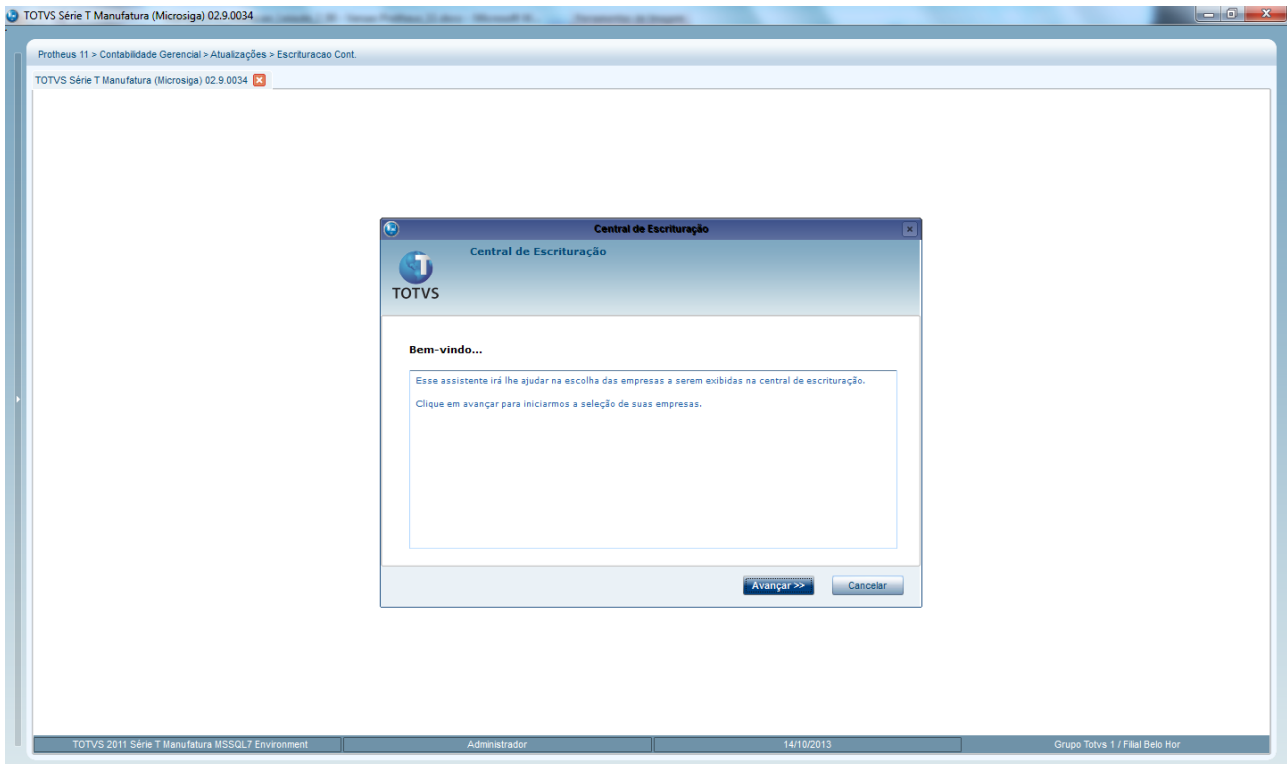 TOTVS Série T Manufatura (Microsiga) 02.9.0034
Protheus 11 > Contabilidade Gerencial > Atualizações > Escrituracao Cont.
TOTVS Série T Manufatura (Microsiga) 02.9.0034
Central de Escrituração
Central de Escrituração
TOTVS
Bem-vindo...
Esse assistente irá lhe ajudar na escolha das empresas a serem exibidas na central de escrituração.
Clique em avançar para iniciarmos a seleção de suas empresas.
Avançar >> Cancelar
TOTVS 2011 Série T Manufatura MSSQL7 Environment Administrador 14/10/2013 Grupo Totvs 1 / Filial Belo Hor